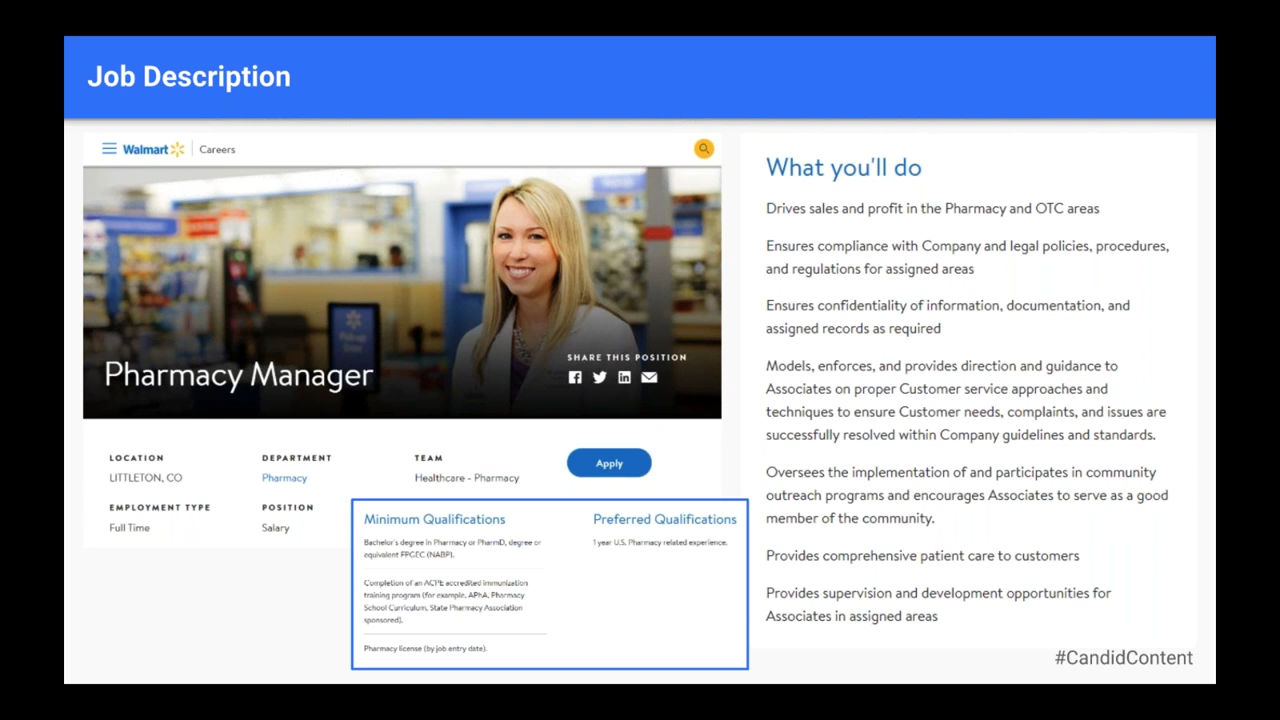 Job Description
Walmart
Careers
Pharmacy Manager
SHARE THIS POSITION
LOCATION
LITTLETON, CO
DEPARTMENT
Pharmacy
TEAM
Healthcare - Pharmacy
Apply
EMPLOYMENT TYPE
Full Time
POSITION
Salary
Minimum Qualifications
Bachelor's degree in Pharmacy or PharmD, degree or
equivalent FPGEC (NABP).
Completion of an ACPE accredited immunization
training program (for example, APhA, Pharmacy
School Curriculum, State Pharmacy Association
sponsored).
Pharmacy license (by job entry date).
Preferred Qualifications
1 year U.S. Pharmacy related experience.
What you'll do
Drives sales and profit in the Pharmacy and OTC areas
Ensures compliance with Company and legal policies, procedures,
and regulations for assigned areas
Ensures confidentiality of information, documentation, and
assigned records as required
Models, enforces, and provides direction and guidance to
Associates on proper Customer service approaches and
techniques to ensure Customer needs, complaints, and issues are
successfully resolved within Company guidelines and standards.
Oversees the implementation of and participates in community
outreach programs and encourages Associates to serve as a good
member of the community.
Provides comprehensive patient care to customers
Provides supervision and development opportunities for
Associates in assigned areas
#CandidContent